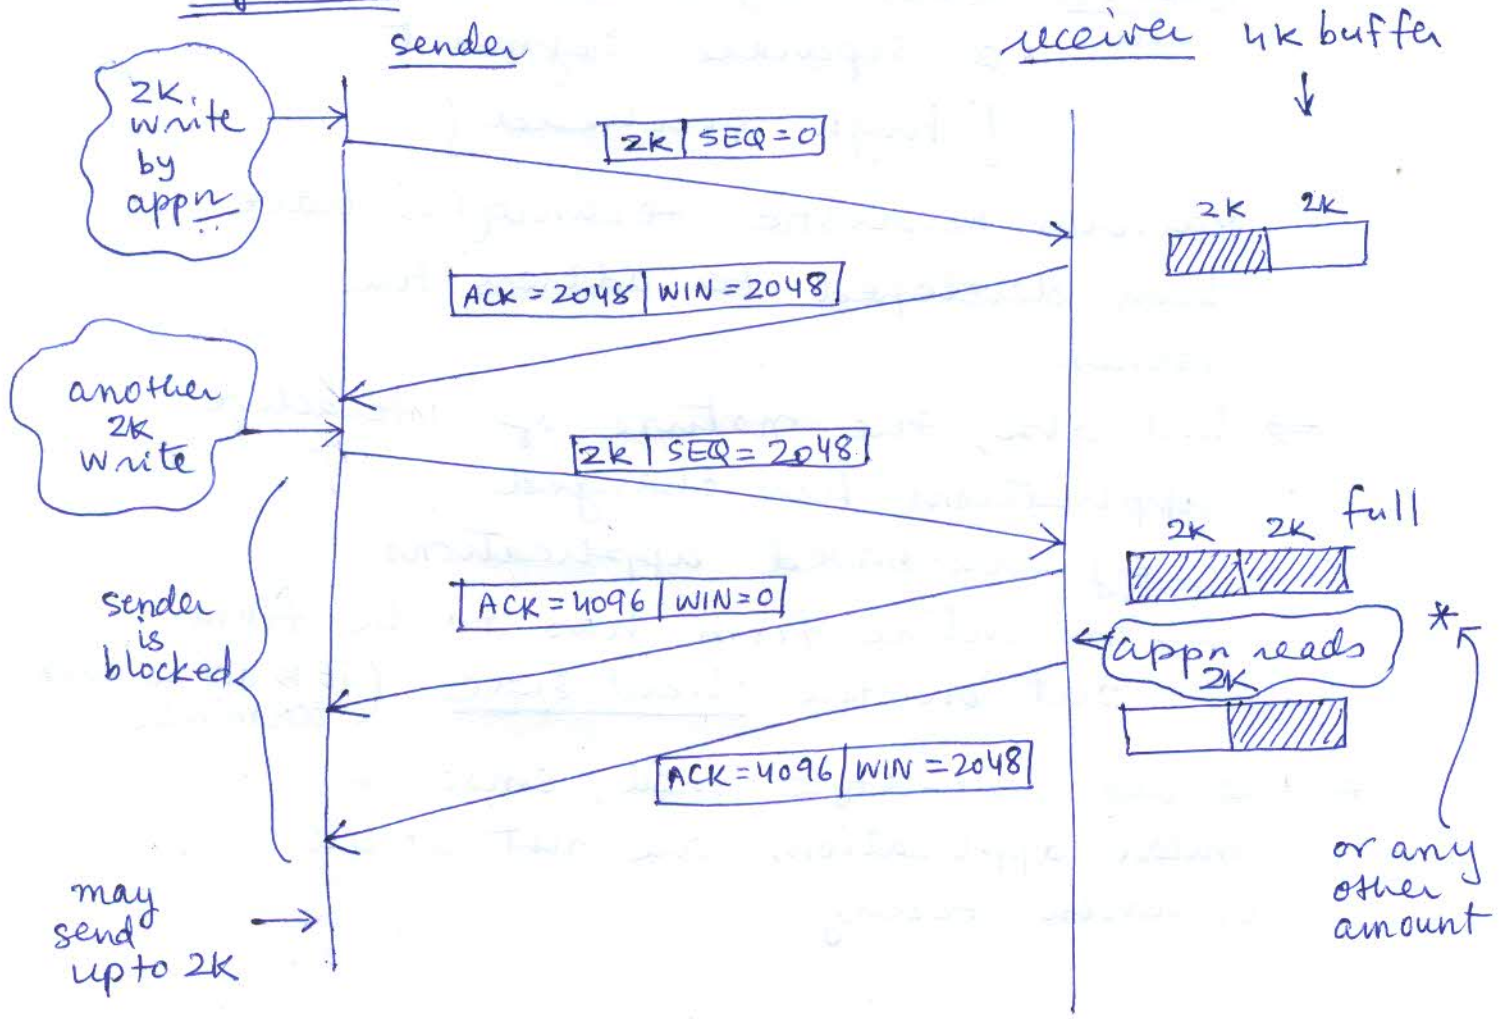 sender
receiver 4K buffer
2K
write
by
appn
2K | SEQ=0
2K 2K
ACK = 2048 | WIN = 2048
another
2K
write
2K | SEQ = 2048
2K 2K full
sender
is
blocked
ACK = 4096 | WIN=0
appn reads
2K
*
ACK=4096 | WIN = 2048
or any
other
amount
may
send
upto 2K